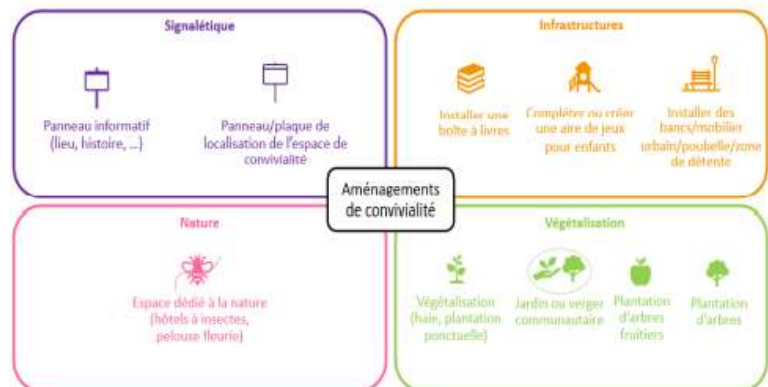 Signalétique
Panneau informatif
(lieu, histoire, ...)
Panneau/plaque de
localisation de l'espace de
convivialité
Infrastructures
Installer une
boîte à livres
Compléter ou créer
une aire de jeux
pour enfants
Installer des
bancs/mobilier
urbain/poubelle/zone
de détente
Aménagements
de convivialité
Nature
Espace dédié à la nature
(hôtels à insectes,
pelouse fleurie)
Végétalisation
Végétalisation
(haie, plantation
ponctuelle)
Jardin ou verger
communautaire
Plantation
d'arbres
fruitiers
Plantation
d'arbres